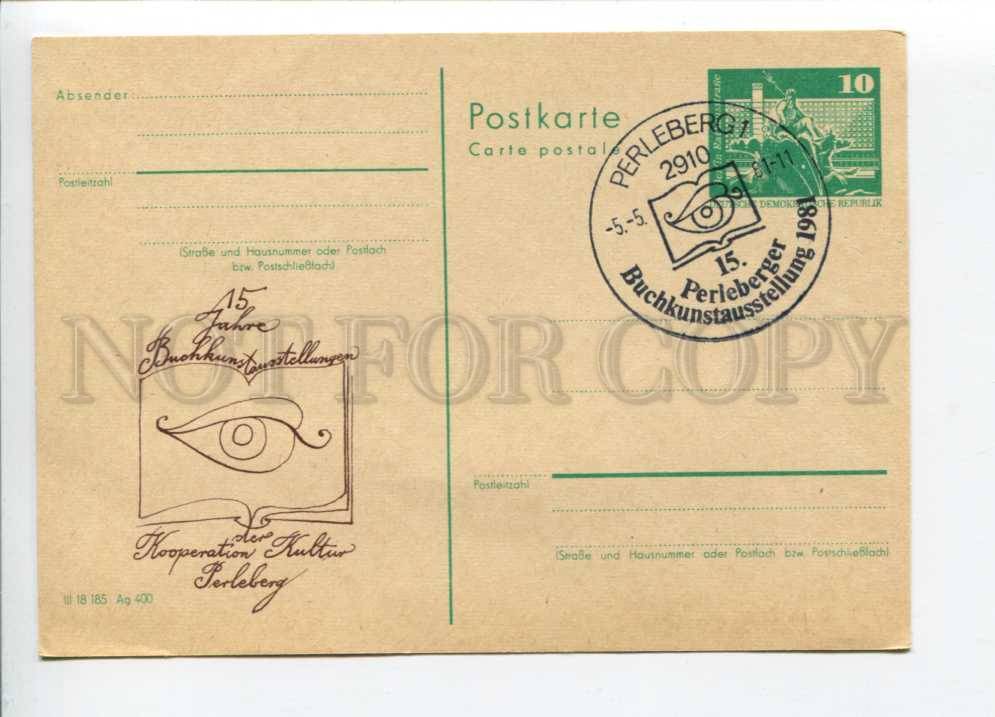 Absender
Postleitzahl
(Straße und Hausnummer oder Postfach
bzw. Postschließfach)
15
Jahre
Buchkunstausstellungen
der
Kooperation Kultur
Perleberg
III 18 185 Ag 400
Postkarte
Carte postale
10
DEUTSCHE DEMOKRATISCHE REPUBLIK
PERLEBERG 1
2910
-5.-5. 81-11
15.
Perleberger
Buchkunstausstellung 1981
Postleitzahl
(Straße und Hausnummer oder Postfach bzw. Postschließfach)
NOT FOR COPY